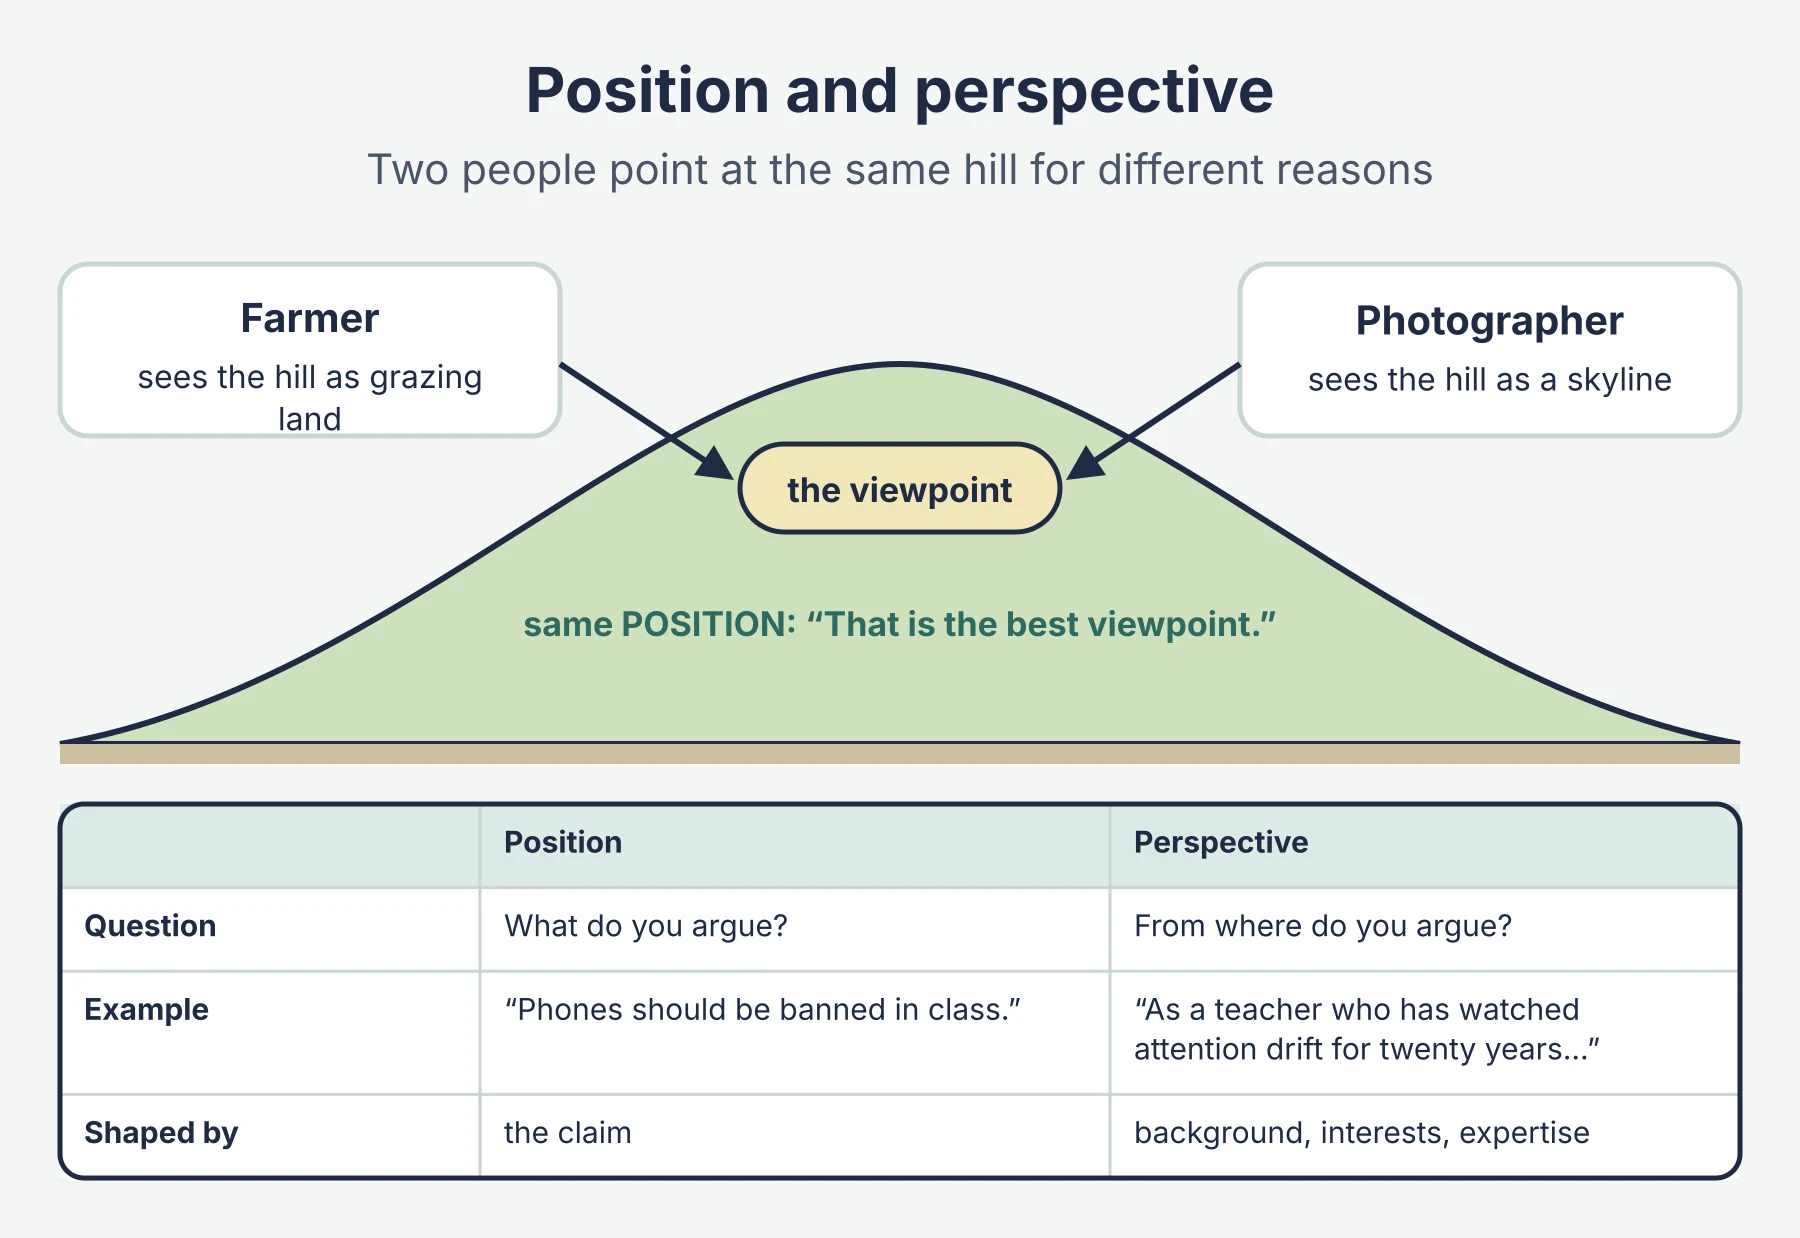 Position and perspective
Two people point at the same hill for different reasons
Farmer
sees the hill as grazing
land
Photographer
sees the hill as a skyline
the viewpoint
same POSITION: “That is the best viewpoint.”
Position
Perspective
Question
What do you argue?
From where do you argue?
Example
“Phones should be banned in class.”
“As a teacher who has watched
attention drift for twenty years…”
Shaped by
the claim
background, interests, expertise